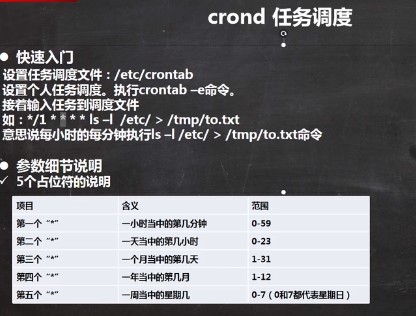 crond 任务调度
快速入门
设置任务调度文件：/etc/crontab
设置个人任务调度。执行crontab –e命令。
接着输入任务到调度文件
如：*/1 * * * * ls –l  /etc/ > /tmp/to.txt
意思说每小时的每分钟执行ls –l /etc/ > /tmp/to.txt命令
参数细节说明
5个占位符的说明
项目 含义 范围
第一个“*” 一小时当中的第几分钟 0-59
第二个“*” 一天当中的第几小时 0-23
第三个“*” 一个月当中的第几天 1-31
第四个“*” 一年当中的第几月 1-12
第五个“*” 一周当中的星期几 0-7（0和7都代表星期日）